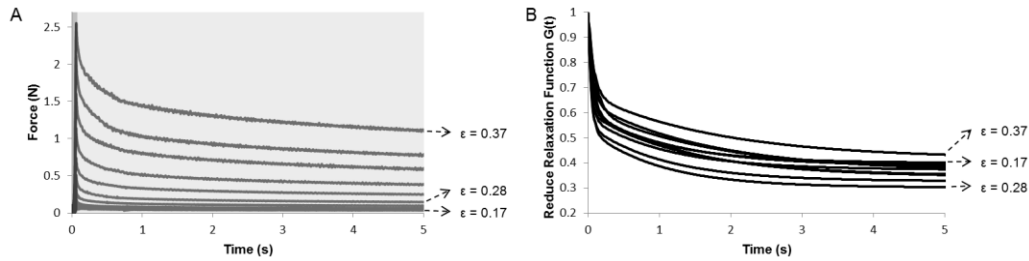 A
2.5
2
1.5
1
0.5
0
Force (N)
0
1
2
3
4
5
Time (s)
ε = 0.37
ε = 0.28
ε = 0.17
B
1
0.9
0.8
0.7
0.6
0.5
0.4
0.3
0.2
Reduce Relaxation Function G(t)
0
1
2
3
4
5
Time (s)
ε = 0.37
ε = 0.17
ε = 0.28